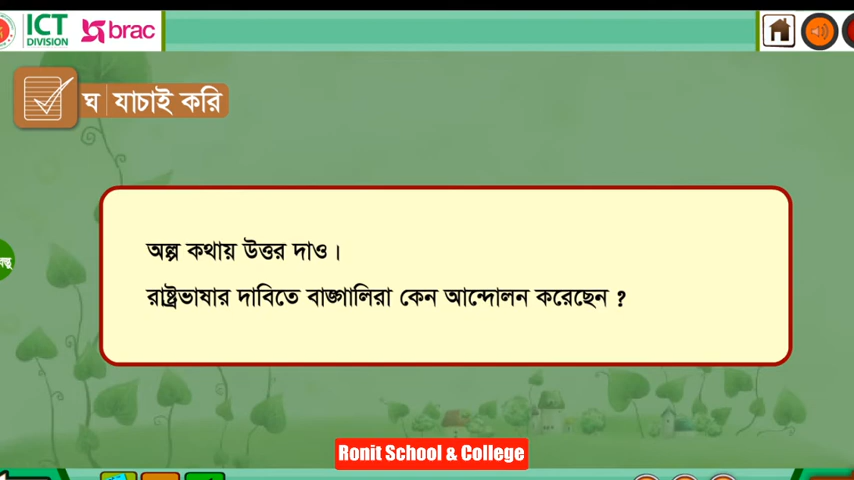 ICT
DIVISION
brac
ঘ যাচাই করি
অল্প কথায় উত্তর দাও।
রাষ্ট্রভাষার দাবিতে বাঙ্গালিরা কেন আন্দোলন করেছেন ?
Ronit School & College